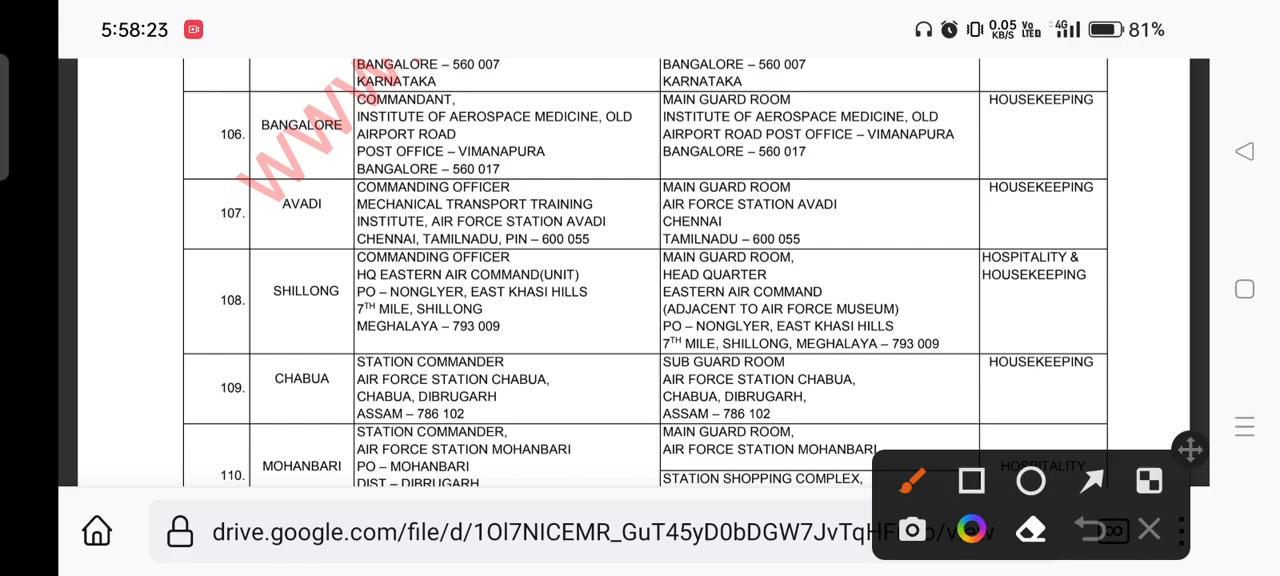 5:58:23
0.05 KB/S
Vo LTE
4G
81%
BANGALORE – 560 007
KARNATAKA
BANGALORE – 560 007
KARNATAKA
www.
106.
BANGALORE
COMMANDANT,
INSTITUTE OF AEROSPACE MEDICINE, OLD
AIRPORT ROAD
POST OFFICE – VIMANAPURA
BANGALORE – 560 017
MAIN GUARD ROOM
INSTITUTE OF AEROSPACE MEDICINE, OLD
AIRPORT ROAD POST OFFICE – VIMANAPURA
BANGALORE – 560 017
HOUSEKEEPING
107.
AVADI
COMMANDING OFFICER
MECHANICAL TRANSPORT TRAINING
INSTITUTE, AIR FORCE STATION AVADI
CHENNAI, TAMILNADU, PIN – 600 055
MAIN GUARD ROOM
AIR FORCE STATION AVADI
CHENNAI
TAMILNADU – 600 055
HOUSEKEEPING
108.
SHILLONG
COMMANDING OFFICER
HQ EASTERN AIR COMMAND(UNIT)
PO – NONGLYER, EAST KHASI HILLS
7TH MILE, SHILLONG
MEGHALAYA – 793 009
MAIN GUARD ROOM,
HEAD QUARTER
EASTERN AIR COMMAND
(ADJACENT TO AIR FORCE MUSEUM)
PO – NONGLYER, EAST KHASI HILLS
7TH MILE, SHILLONG, MEGHALAYA – 793 009
HOSPITALITY &
HOUSEKEEPING
109.
CHABUA
STATION COMMANDER
AIR FORCE STATION CHABUA,
CHABUA, DIBRUGARH
ASSAM – 786 102
SUB GUARD ROOM
AIR FORCE STATION CHABUA,
CHABUA, DIBRUGARH,
ASSAM – 786 102
HOUSEKEEPING
110.
MOHANBARI
STATION COMMANDER,
AIR FORCE STATION MOHANBARI
PO – MOHANBARI
DIST – DIBRUGARH
MAIN GUARD ROOM,
AIR FORCE STATION MOHANBARI
STATION SHOPPING COMPLEX,
HOSPITALITY
drive.google.com/file/d/1Ol7NICEMR_GuT45yD0bDGW7JvTqH